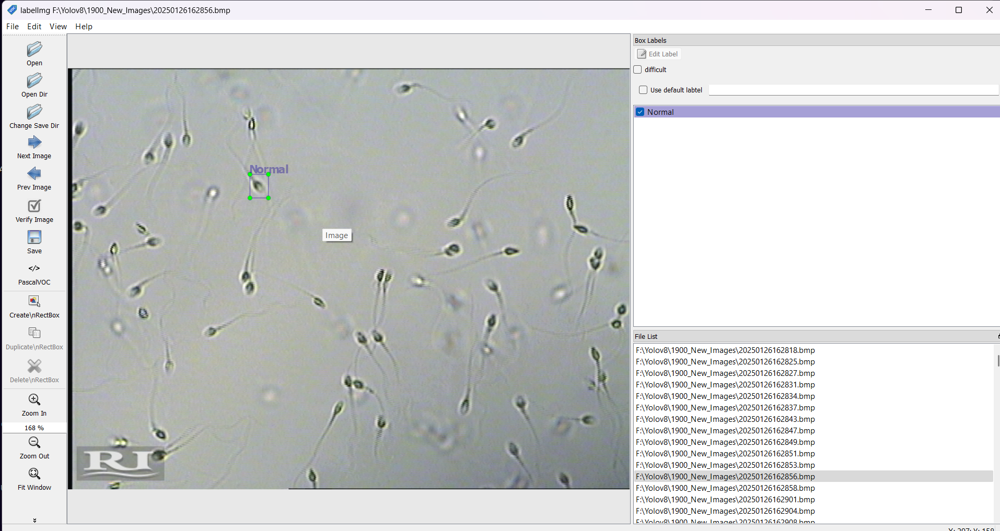 labelImg F:\Yolov8\1900_New_Images\20250126162856.bmp
File Edit View Help
Open
Open Dir
Change Save Dir
Next Image
Prev Image
Verify Image
Save
</>
PascalVOC
Create\nRectBox
Duplicate\nRectBox
Delete\nRectBox
Zoom In
168 %
Zoom Out
Fit Window
Normal
Image
RI
Box Labels
Edit Label
difficult
Use default labtel
Normal
File List
F:\Yolov8\1900_New_Images\20250126162818.bmp
F:\Yolov8\1900_New_Images\20250126162825.bmp
F:\Yolov8\1900_New_Images\20250126162827.bmp
F:\Yolov8\1900_New_Images\20250126162831.bmp
F:\Yolov8\1900_New_Images\20250126162834.bmp
F:\Yolov8\1900_New_Images\20250126162837.bmp
F:\Yolov8\1900_New_Images\20250126162843.bmp
F:\Yolov8\1900_New_Images\20250126162847.bmp
F:\Yolov8\1900_New_Images\20250126162849.bmp
F:\Yolov8\1900_New_Images\20250126162851.bmp
F:\Yolov8\1900_New_Images\20250126162853.bmp
F:\Yolov8\1900_New_Images\20250126162856.bmp
F:\Yolov8\1900_New_Images\20250126162858.bmp
F:\Yolov8\1900_New_Images\20250126162901.bmp
F:\Yolov8\1900_New_Images\20250126162904.bmp
F:\Yolov8\1900_New_Images\20250126162908.bmp